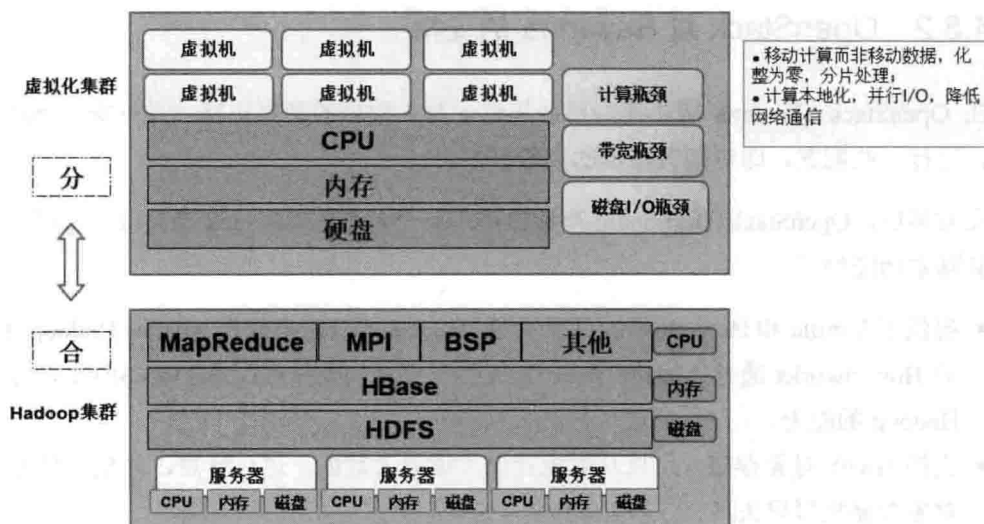 虚拟化集群
虚拟机 虚拟机 虚拟机
虚拟机 虚拟机 虚拟机
CPU
内存
硬盘
计算瓶颈
带宽瓶颈
磁盘I/O瓶颈
• 移动计算而非移动数据，化
整为零，分片处理；
• 计算本地化，并行I/O，降低
网络通信
分
合
Hadoop集群
MapReduce MPI BSP 其他 CPU
HBase 内存
HDFS 磁盘
服务器 服务器 服务器
CPU 内存 磁盘 CPU 内存 磁盘 CPU 内存 磁盘